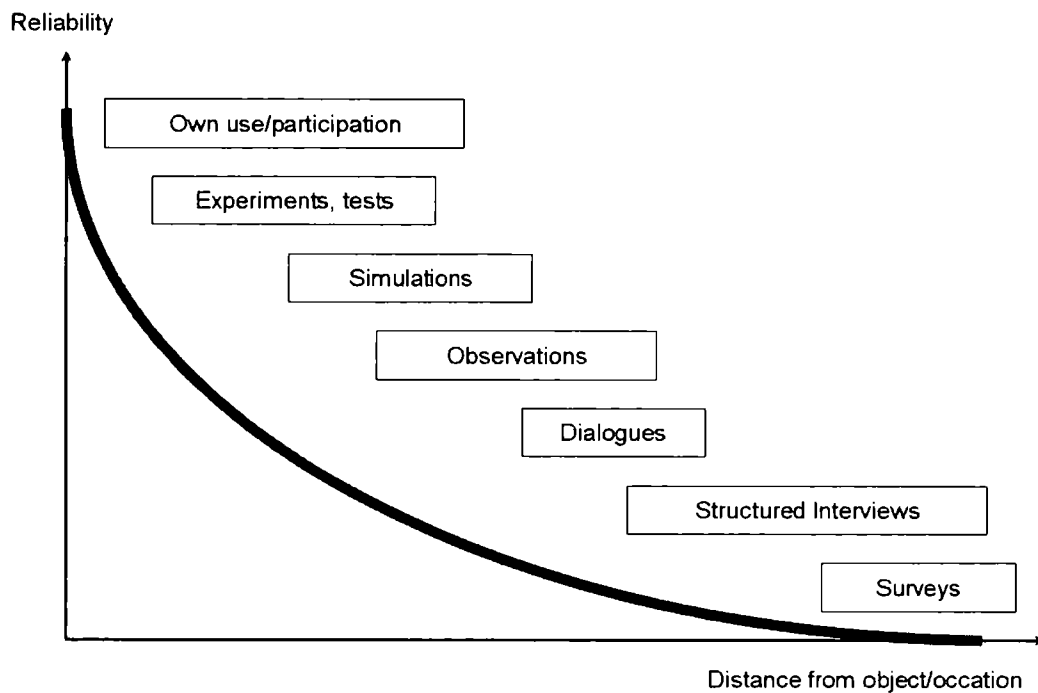 Reliability
Own use/participation
Experiments, tests
Simulations
Observations
Dialogues
Structured Interviews
Surveys
Distance from object/occation